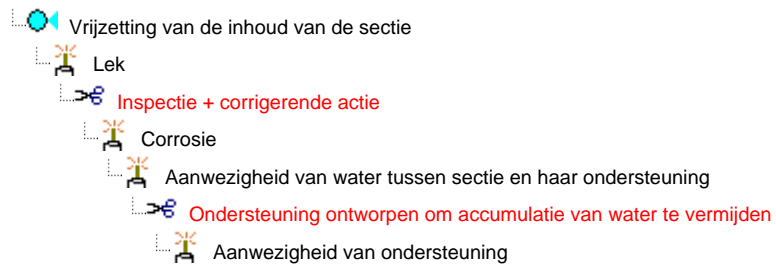 Vrijzetting van de inhoud van de sectie
Lek
Inspectie + corrigerende actie
Corrosie
Aanwezigheid van water tussen sectie en haar ondersteuning
Ondersteuning ontworpen om accumulatie van water te vermijden
Aanwezigheid van ondersteuning